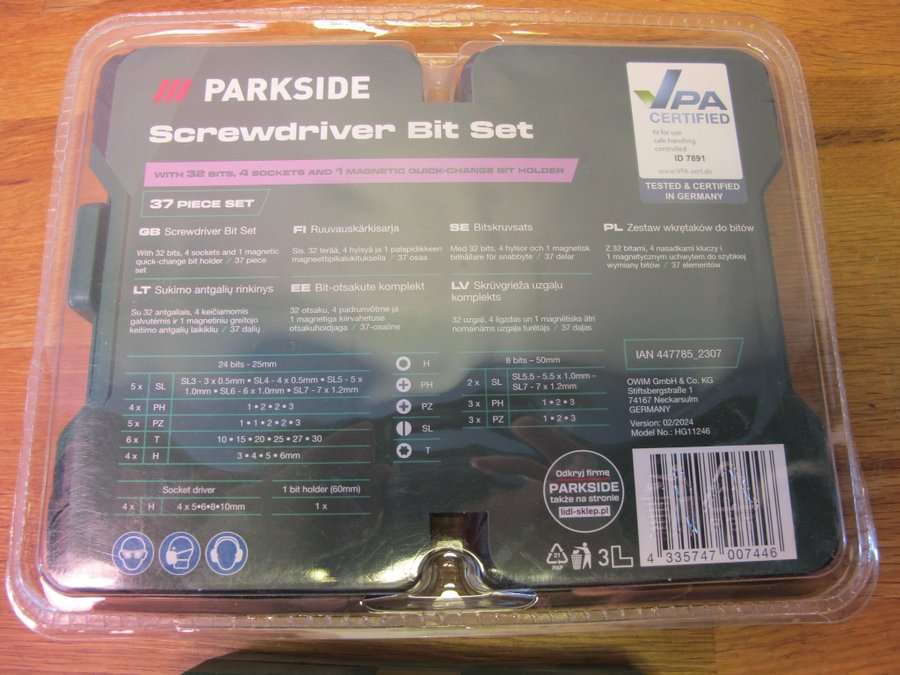 PARKSIDE
Screwdriver Bit Set
WITH 32 BITS, 4 SOCKETS AND 1 MAGNETIC QUICK-CHANGE BIT HOLDER
37 PIECE SET
VPA
CERTIFIED
fit for use
safe handling
controlled
ID 7891
www.VPA-zert.de
TESTED & CERTIFIED
IN GERMANY
GB Screwdriver Bit Set
With 32 bits, 4 sockets and 1 magnetic
quick-change bit holder / 37 piece
set
FI Ruuvauskärkisarja
Sis. 32 terää, 4 hylsyä ja 1 palapidikkeen
magneettipikalukituksella / 37 osaa
SE Bitskruvsats
Med 32 bits, 4 hylsor och 1 magnetisk
bithållare för snabbyte / 37 delar
PL Zestaw wkrętaków do bitów
Z 32 bitami, 4 nasadkami kluczy i
1 magnetycznym uchwytem do szybkiej
wymiany bitów / 37 elementów
LT Sukimo antgalių rinkinys
Su 32 antgaliais, 4 keičiamomis
galvutėmis ir 1 magnetiniu greitojo
keitimo antgalių laikikliu / 37 dalių
EE Bit-otsakute komplekt
32 otsaku, 4 padrunvõtme ja
1 magnetiga kiirvahetuse
otsakuhoidjaga / 37-osaline
LV Skrūvgrieža uzgaļu
komplekts
32 uzgaļi, 4 ligzdas un 1 magnētisks ātri
noņemams uzgaļa turētājs / 37 daļas
24 bits - 25mm
5 x SL SL3 - 3 x 0.5mm • SL4 - 4 x 0.5mm • SL5 - 5 x
1.0mm • SL6 - 6 x 1.0mm • SL7 - 7 x 1.2mm
4 x PH 1 • 2 • 2 • 3
5 x PZ 1 • 1 • 2 • 2 • 3
6 x T 10 • 15 • 20 • 25 • 27 • 30
4 x H 3 • 4 • 5 • 6mm
H
PH
PZ
SL
T
8 bits – 50mm
2 x SL SL5.5 - 5.5 x 1.0mm -
SL7 - 7 x 1.2mm
3 x PH 1 • 2 • 3
3 x PZ 1 • 2 • 3
Socket driver
4 x H 4 x 5•6•8•10mm
1 bit holder (60mm)
1 x
IAN 447785_2307
OWIM GmbH & Co. KG
Stiftsbergstraße 1
74167 Neckarsulm
GERMANY
Version: 02/2024
Model No.: HG11246
Odkryj firmę
PARKSIDE
także na stronie
lidl-sklep.pl
21
PAP
3
4 335747 007446